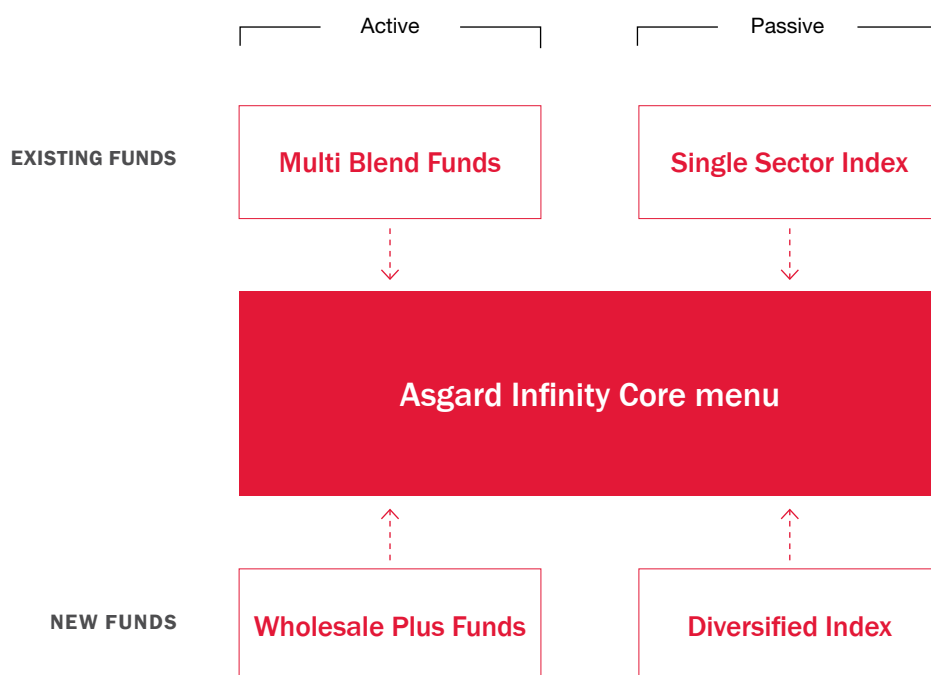 Active
Passive
EXISTING FUNDS
Multi Blend Funds
Single Sector Index
Asgard Infinity Core menu
NEW FUNDS
Wholesale Plus Funds
Diversified Index